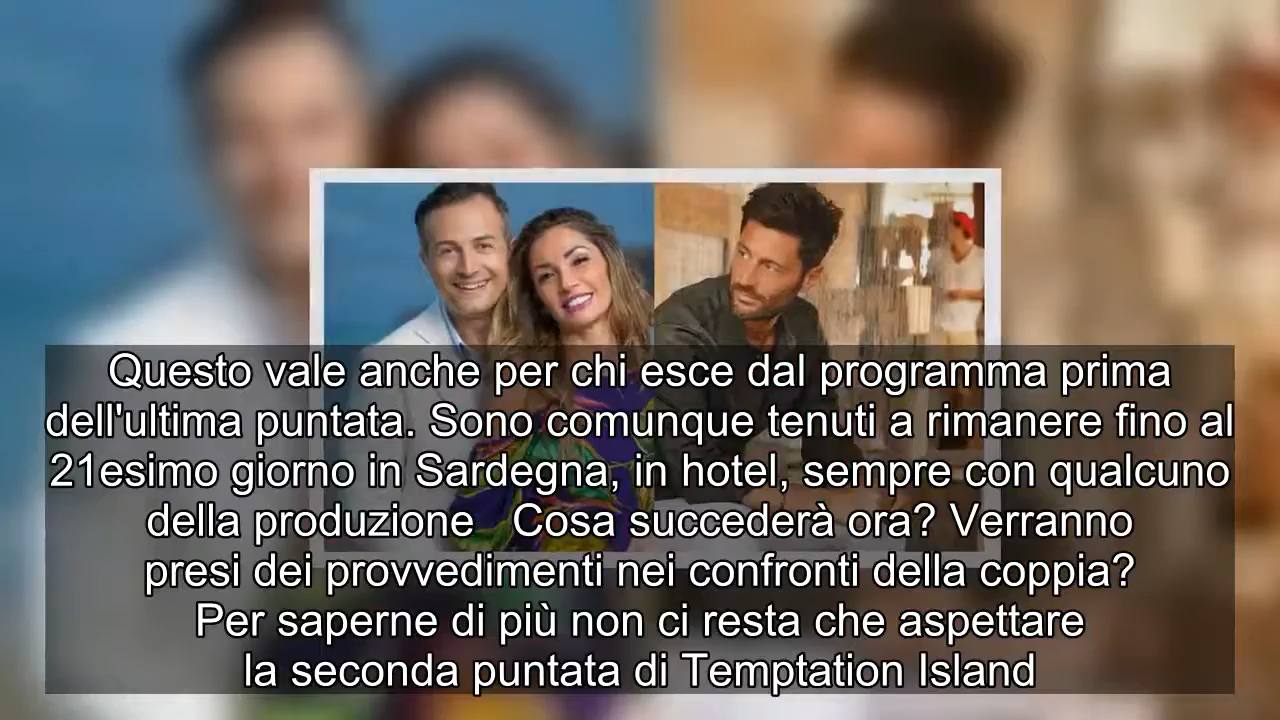 Questo vale anche per chi esce dal programma prima
dell'ultima puntata. Sono comunque tenuti a rimanere fino al
21esimo giorno in Sardegna, in hotel, sempre con qualcuno
della produzione   Cosa succederà ora? Verranno
presi dei provvedimenti nei confronti della coppia?
Per saperne di più non ci resta che aspettare
la seconda puntata di Temptation Island